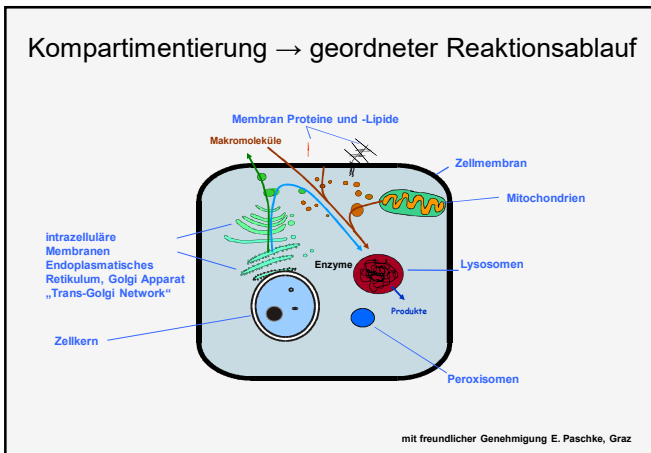 Kompartimentierung → geordneter Reaktionsablauf
Membran Proteine und -Lipide
Makromoleküle
Zellmembran
Mitochondrien
intrazelluläre
Membranen
Endoplasmatisches
Retikulum, Golgi Apparat
„Trans-Golgi Network“
Enzyme
Lysosomen
Produkte
Zellkern
Peroxisomen
mit freundlicher Genehmigung E. Paschke, Graz